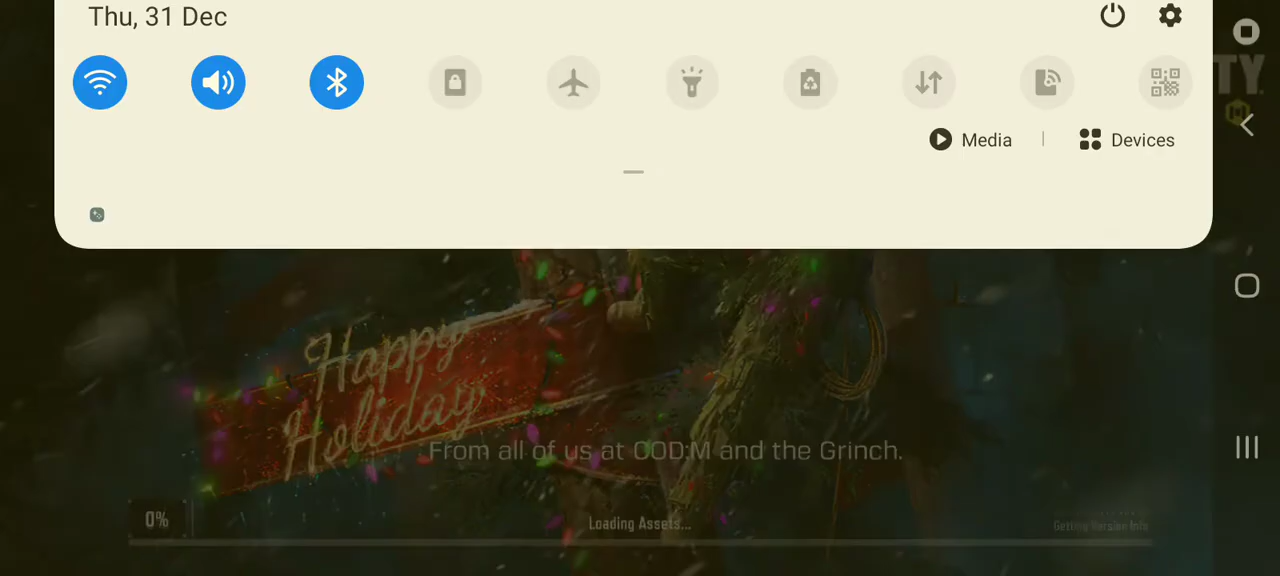 Thu, 31 Dec
TY
Media
Devices
Happy
Holiday
From all of us at COD:M and the Grinch.
0%
Loading Assets...
Getting Version Info